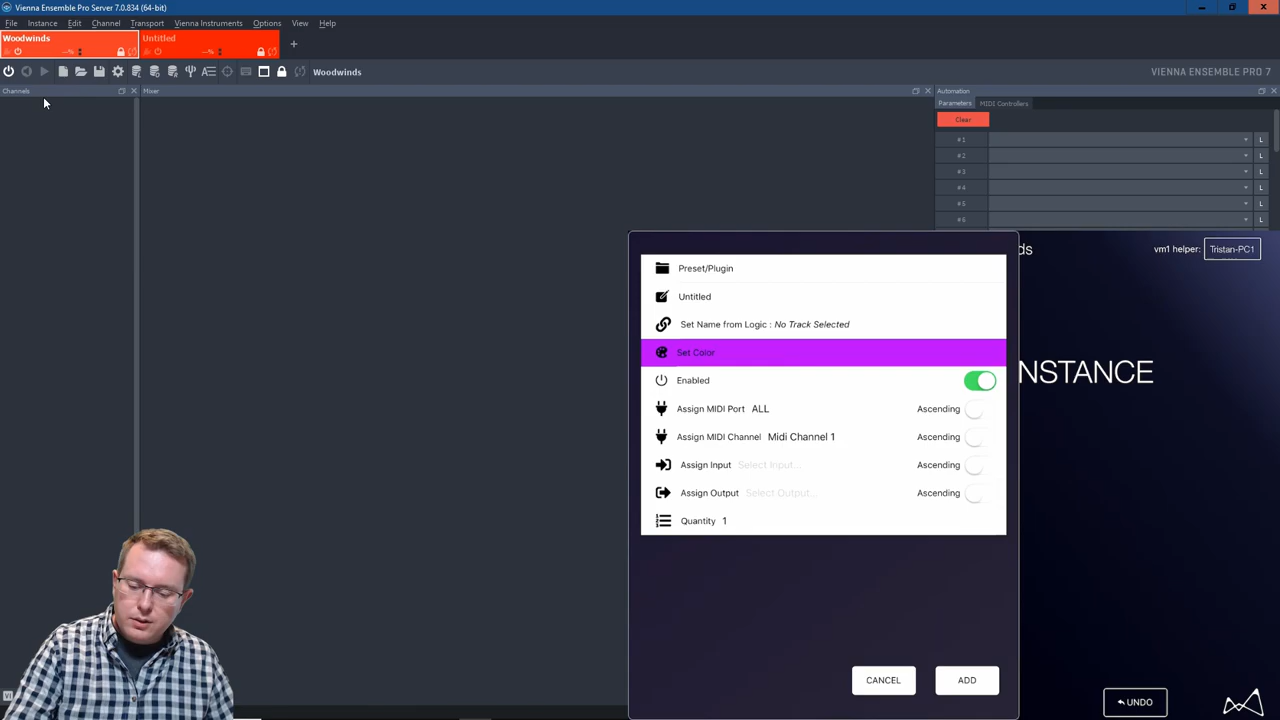 Vienna Ensemble Pro Server 7.0.834 (64-bit)
File Instance Edit Channel Transport Vienna Instruments Options View Help
Woodwinds
Untitled
--% --%
+
Woodwinds
VIENNA ENSEMBLE PRO 7
Channels
Mixer
Automation
Parameters MIDI Controllers
Clear
#1 L
#2 L
#3 L
#4 L
#5 L
#6 L
ds
vm1 helper: Tristan-PC1
Preset/Plugin
Untitled
Set Name from Logic : No Track Selected
Set Color
NSTANCE
Enabled
Assign MIDI Port ALL Ascending
Assign MIDI Channel Midi Channel 1 Ascending
Assign Input Select Input... Ascending
Assign Output Select Output... Ascending
Quantity 1
CANCEL ADD
UNDO